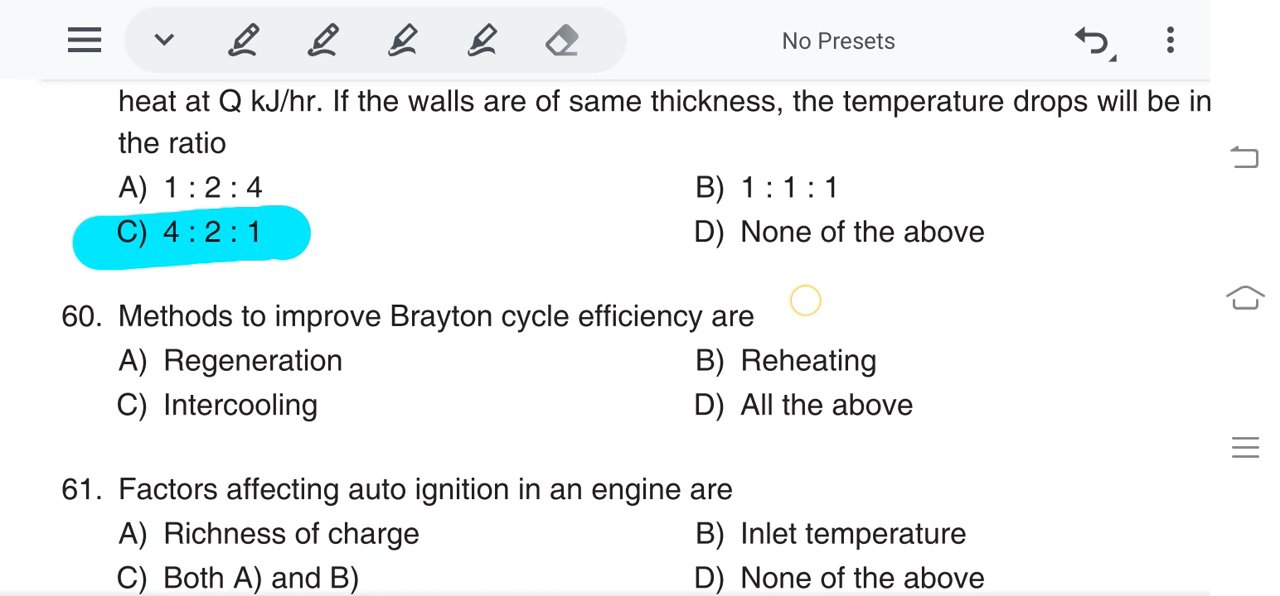 No Presets
heat at Q kJ/hr. If the walls are of same thickness, the temperature drops will be in
the ratio
A) 1 : 2 : 4 B) 1 : 1 : 1
C) 4 : 2 : 1 D) None of the above
60. Methods to improve Brayton cycle efficiency are
A) Regeneration B) Reheating
C) Intercooling D) All the above
61. Factors affecting auto ignition in an engine are
A) Richness of charge B) Inlet temperature
C) Both A) and B) D) None of the above